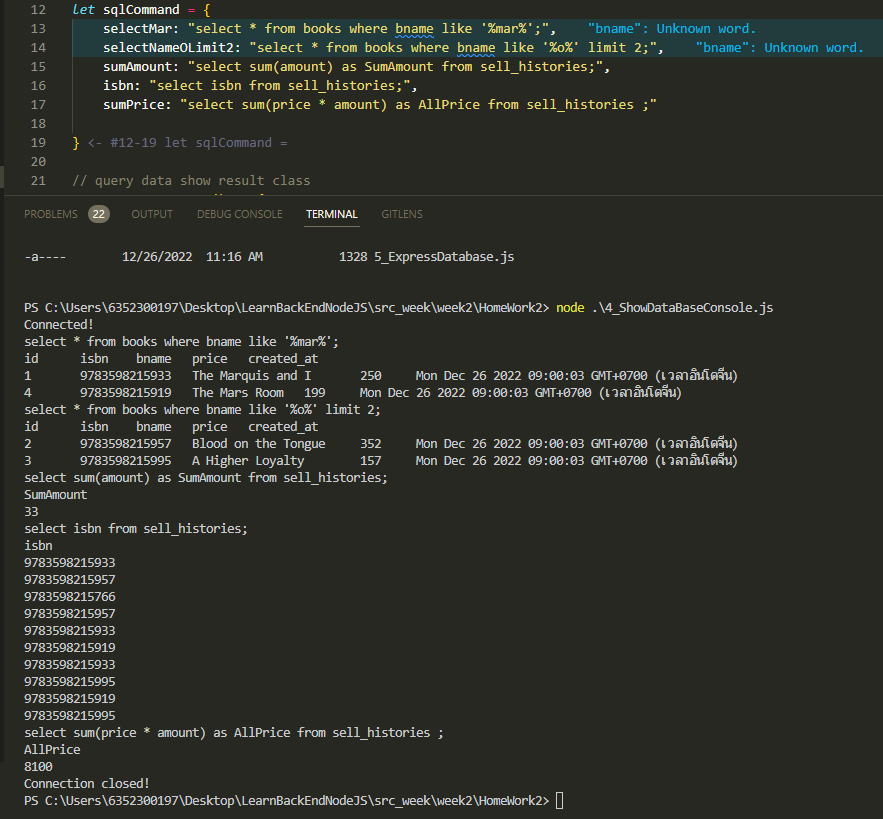 12 let sqlCommand = {
13 selectMar: "select * from books where bname like '%mar%';", "bname": Unknown word.
14 selectNameOLimit2: "select * from books where bname like '%o%' limit 2;", "bname": Unknown word.
15 sumAmount: "select sum(amount) as SumAmount from sell_histories;",
16 isbn: "select isbn from sell_histories;",
17 sumPrice: "select sum(price * amount) as AllPrice from sell_histories ;"
18
19 } <- #12-19 let sqlCommand =
20
21 // query data show result class
PROBLEMS 22 OUTPUT DEBUG CONSOLE TERMINAL GITLENS
-a---- 12/26/2022 11:16 AM 1328 5_ExpressDatabase.js
PS C:\Users\6352300197\Desktop\LearnBackEndNodeJS\src_week\week2\HomeWork2> node .\4_ShowDataBaseConsole.js
Connected!
select * from books where bname like '%mar%';
id isbn bname price created_at
1 9783598215933 The Marquis and I 250 Mon Dec 26 2022 09:00:03 GMT+0700 (เวลาอินโดจีน)
4 9783598215919 The Mars Room 199 Mon Dec 26 2022 09:00:03 GMT+0700 (เวลาอินโดจีน)
select * from books where bname like '%o%' limit 2;
id isbn bname price created_at
2 9783598215957 Blood on the Tongue 352 Mon Dec 26 2022 09:00:03 GMT+0700 (เวลาอินโดจีน)
3 9783598215995 A Higher Loyalty 157 Mon Dec 26 2022 09:00:03 GMT+0700 (เวลาอินโดจีน)
select sum(amount) as SumAmount from sell_histories;
SumAmount
33
select isbn from sell_histories;
isbn
9783598215933
9783598215957
9783598215766
9783598215957
9783598215933
9783598215919
9783598215933
9783598215995
9783598215919
9783598215995
select sum(price * amount) as AllPrice from sell_histories ;
AllPrice
8100
Connection closed!
PS C:\Users\6352300197\Desktop\LearnBackEndNodeJS\src_week\week2\HomeWork2>